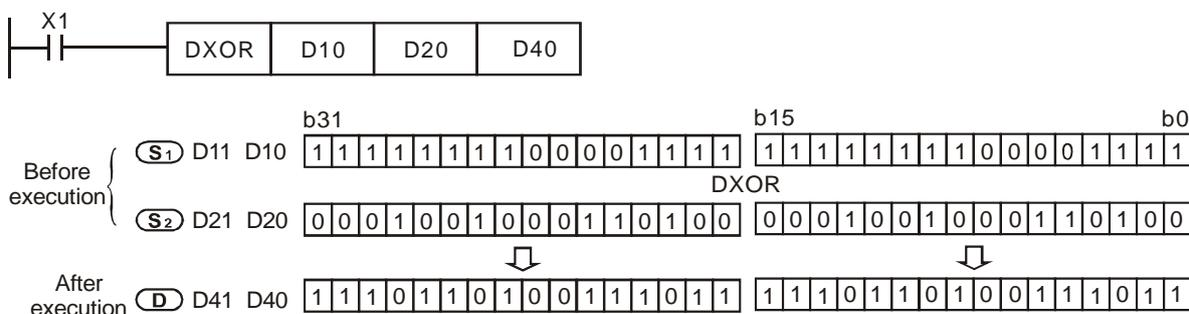 X1
DXOR D10 D20 D40
b31 b15 b0
S1 D11 D10 1 1 1 1 1 1 1 1 0 0 0 0 1 1 1 1 1 1 1 1 1 1 1 1 0 0 0 0 1 1 1 1
Before
execution
DXOR
S2 D21 D20 0 0 0 1 0 0 1 0 0 0 1 1 0 1 0 0 0 0 0 1 0 0 1 0 0 0 1 1 0 1 0 0
After
execution
D D41 D40 1 1 1 0 1 1 0 1 0 0 1 1 1 0 1 1 1 1 1 0 1 1 0 1 0 0 1 1 1 0 1 1